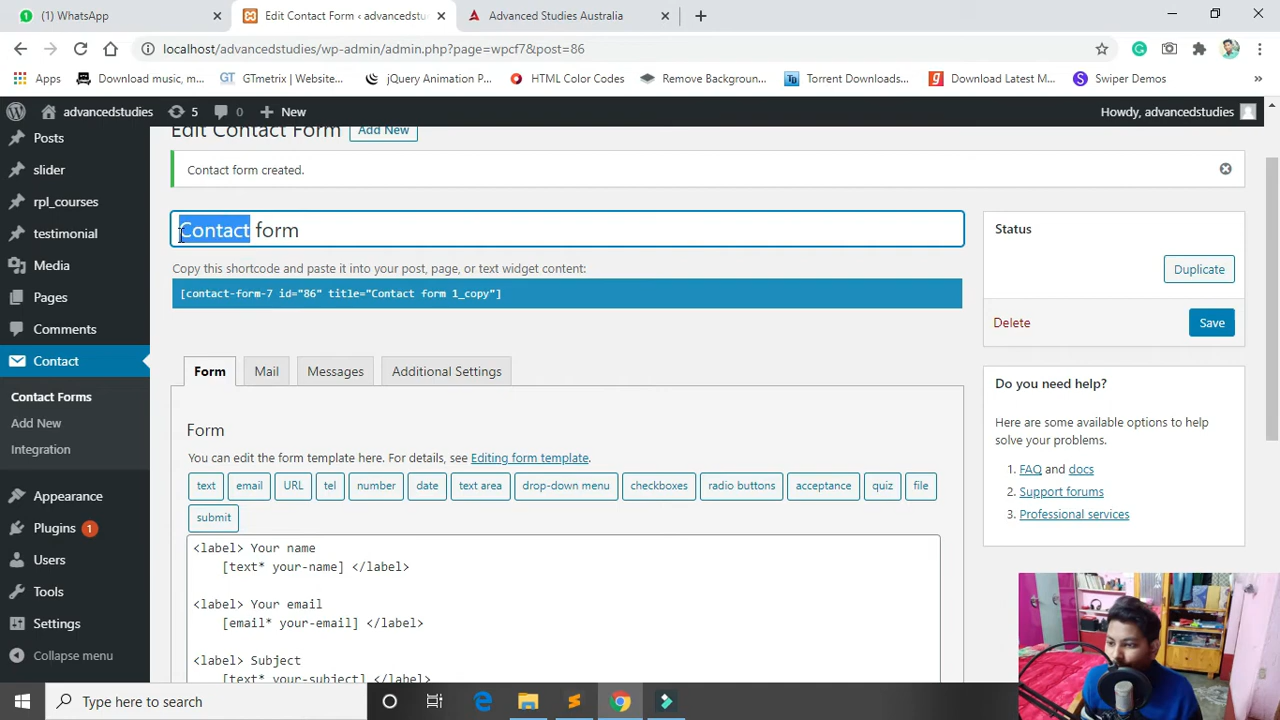 (1) WhatsApp
Edit Contact Form ‹ advancedstu
Advanced Studies Australia
localhost/advancedstudies/wp-admin/admin.php?page=wpcf7&post=86
Apps
Download music, m...
GTmetrix | Website...
jQuery Animation P...
HTML Color Codes
Remove Backgroun...
Torrent Downloads...
Download Latest M...
Swiper Demos
»
advancedstudies
5
0
New
Howdy, advancedstudies
Posts
slider
rpl_courses
testimonial
Media
Pages
Comments
Contact
Contact Forms
Add New
Integration
Appearance
Plugins 1
Users
Tools
Settings
Collapse menu
Edit Contact Form
Add New
Contact form created.
Contact form
Copy this shortcode and paste it into your post, page, or text widget content:
[contact-form-7 id="86" title="Contact form 1_copy"]
Form
Mail
Messages
Additional Settings
Form
You can edit the form template here. For details, see Editing form template.
text
email
URL
tel
number
date
text area
drop-down menu
checkboxes
radio buttons
acceptance
quiz
file
submit
<label> Your name
[text* your-name] </label>
<label> Your email
[email* your-email] </label>
<label> Subject
[text* your-subject] </label>
Status
Duplicate
Delete
Save
Do you need help?
Here are some available options to help
solve your problems.
1. FAQ and docs
2. Support forums
3. Professional services
Type here to search